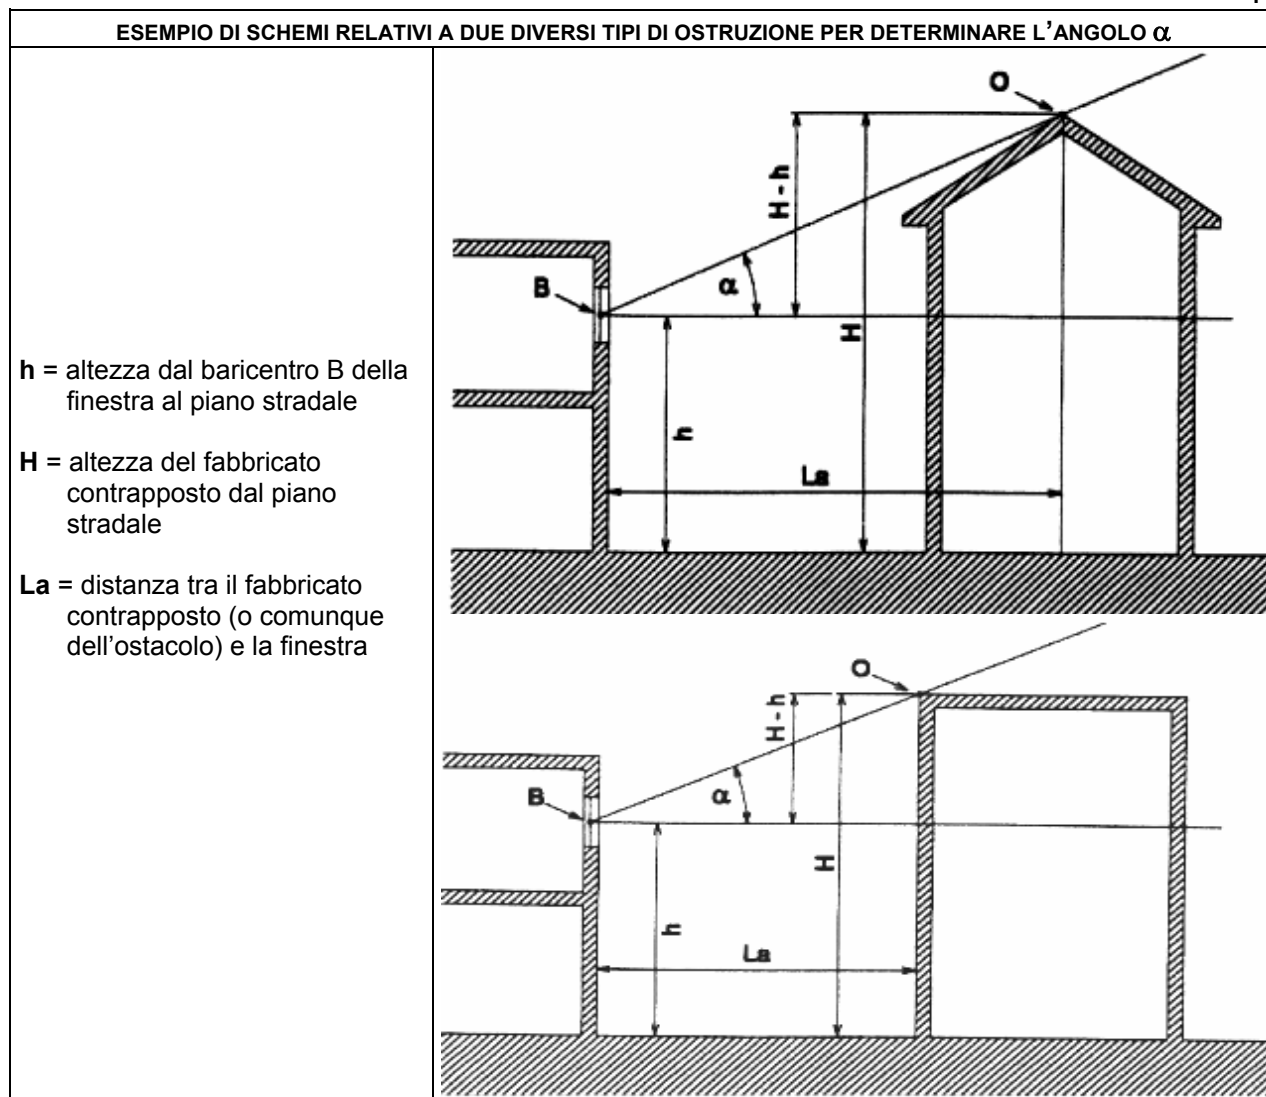 ESEMPIO DI SCHEMI RELATIVI A DUE DIVERSI TIPI DI OSTRUZIONE PER DETERMINARE L'ANGOLO α
h = altezza dal baricentro B della
finestra al piano stradale
H = altezza del fabbricato
contrapposto dal piano
stradale
La = distanza tra il fabbricato
contrapposto (o comunque
dell'ostacolo) e la finestra
O
H - h
B
α
H
h
La
O
H - h
B
α
H
h
La